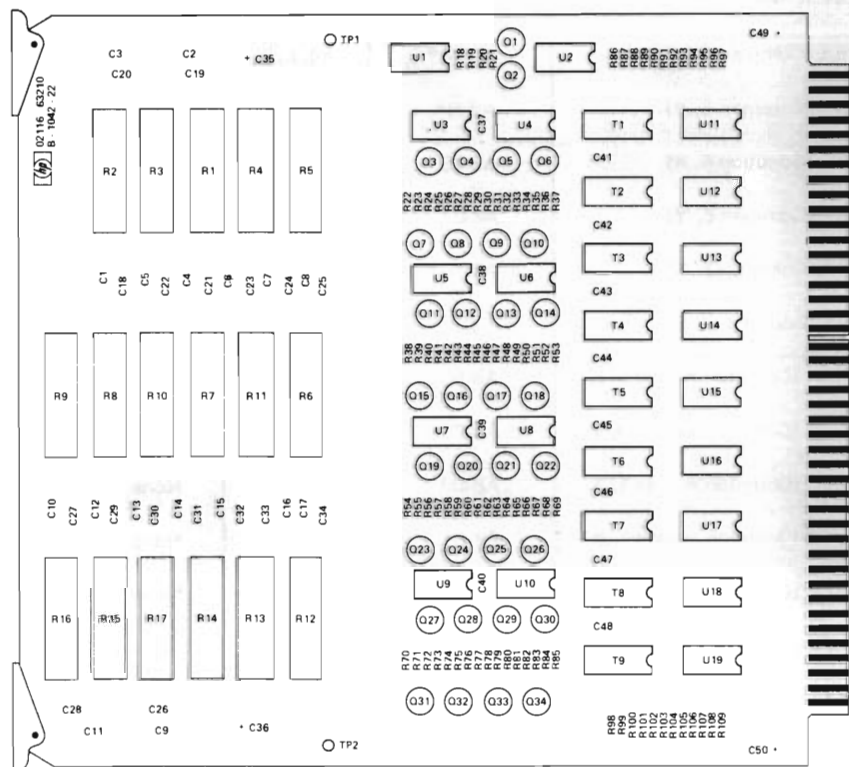 TP1
C3 C2
C35
C20 C19
hp 02116 63210
B - 1042 - 22
U1
R18 R19 R20 R21
Q1
Q2
U2
R86 R87 R88 R89 R90 R91 R92 R93 R94 R95 R96 R97
C49
U3 C37 U4
T1 U11
Q3 Q4 Q5 Q6
C41
R2 R3 R1 R4 R5
T2 U12
R22 R23 R24 R25 R26 R27 R28 R29 R30 R31 R32 R33 R34 R35 R36 R37
C42
Q7 Q8 Q9 Q10
T3 U13
C1 C18 C5 C22 C4 C21 C6 C23 C7 C24 C8 C25
U5 C38 U6
C43
Q11 Q12 Q13 Q14
T4 U14
R38 R39 R40 R41 R42 R43 R44 R45 R46 R47 R48 R49 R50 R51 R52 R53
C44
R9 R8 R10 R7 R11 R6
Q15 Q16 Q17 Q18
T5 U15
U7 C39 U8
C45
Q19 Q20 Q21 Q22
T6 U16
C46
C10 C27 C12 C29 C13 C30 C14 C31 C15 C32 C33 C16 C17 C34
R54 R55 R56 R57 R58 R59 R60 R61 R62 R63 R64 R65 R66 R67 R68 R69
T7 U17
Q23 Q24 Q25 Q26
C47
U9 C40 U10
T8 U18
R16 R15 R17 R14 R13 R12
Q27 Q28 Q29 Q30
C48
R70 R71 R72 R73 R74 R75 R76 R77 R78 R79 R80 R81 R82 R83 R84 R85
T9 U19
Q31 Q32 Q33 Q34
C28 C26
C11 C9
C36
R98 R99 R100 R101 R102 R103 R104 R105 R106 R107 R108 R109
TP2
C50